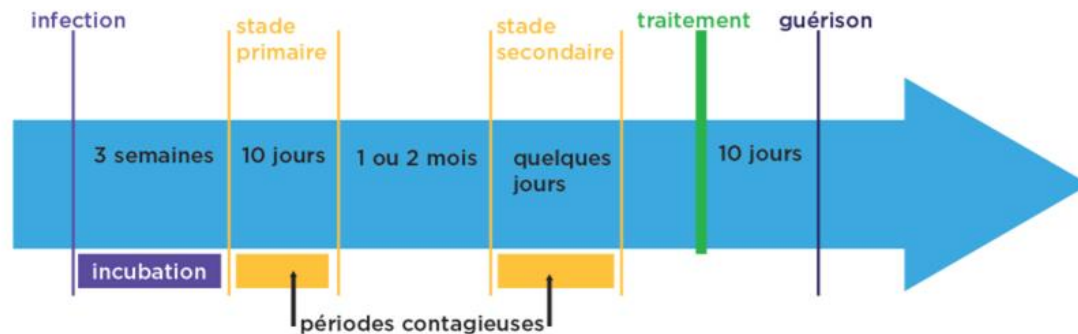 infection
stade
primaire
stade
secondaire
traitement
guérison
3 semaines
10 jours
1 ou 2 mois
quelques
jours
10 jours
incubation
périodes contagieuses